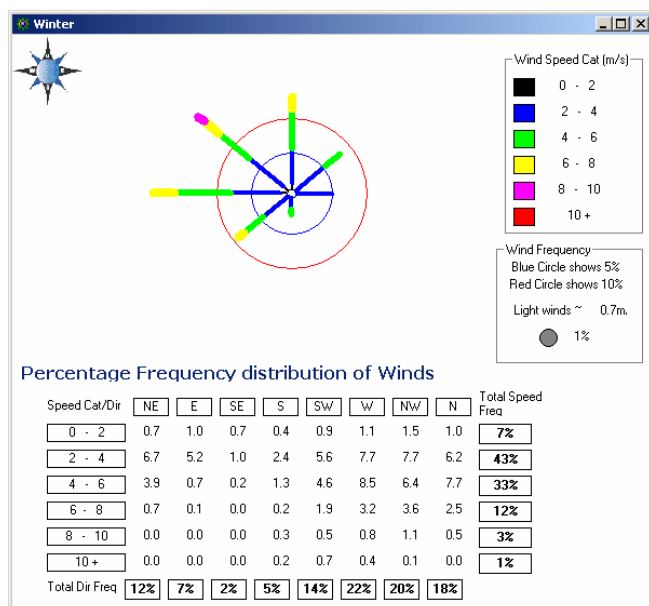 Winter
Wind Speed Cat (m/s)
0 - 2
2 - 4
4 - 6
6 - 8
8 - 10
10 +
Wind Frequency
Blue Circle shows 5%
Red Circle shows 10%
Light winds ~ 0.7m.
1%
Percentage Frequency distribution of Winds
Speed Cat/Dir NE E SE S SW W NW N Total Speed Freq
0 - 2 0.7 1.0 0.7 0.4 0.9 1.1 1.5 1.0 7%
2 - 4 6.7 5.2 1.0 2.4 5.6 7.7 7.7 6.2 43%
4 - 6 3.9 0.7 0.2 1.3 4.6 8.5 6.4 7.7 33%
6 - 8 0.7 0.1 0.0 0.2 1.9 3.2 3.6 2.5 12%
8 - 10 0.0 0.0 0.0 0.3 0.5 0.8 1.1 0.5 3%
10 + 0.0 0.0 0.0 0.2 0.7 0.4 0.1 0.0 1%
Total Dir Freq 12% 7% 2% 5% 14% 22% 20% 18%